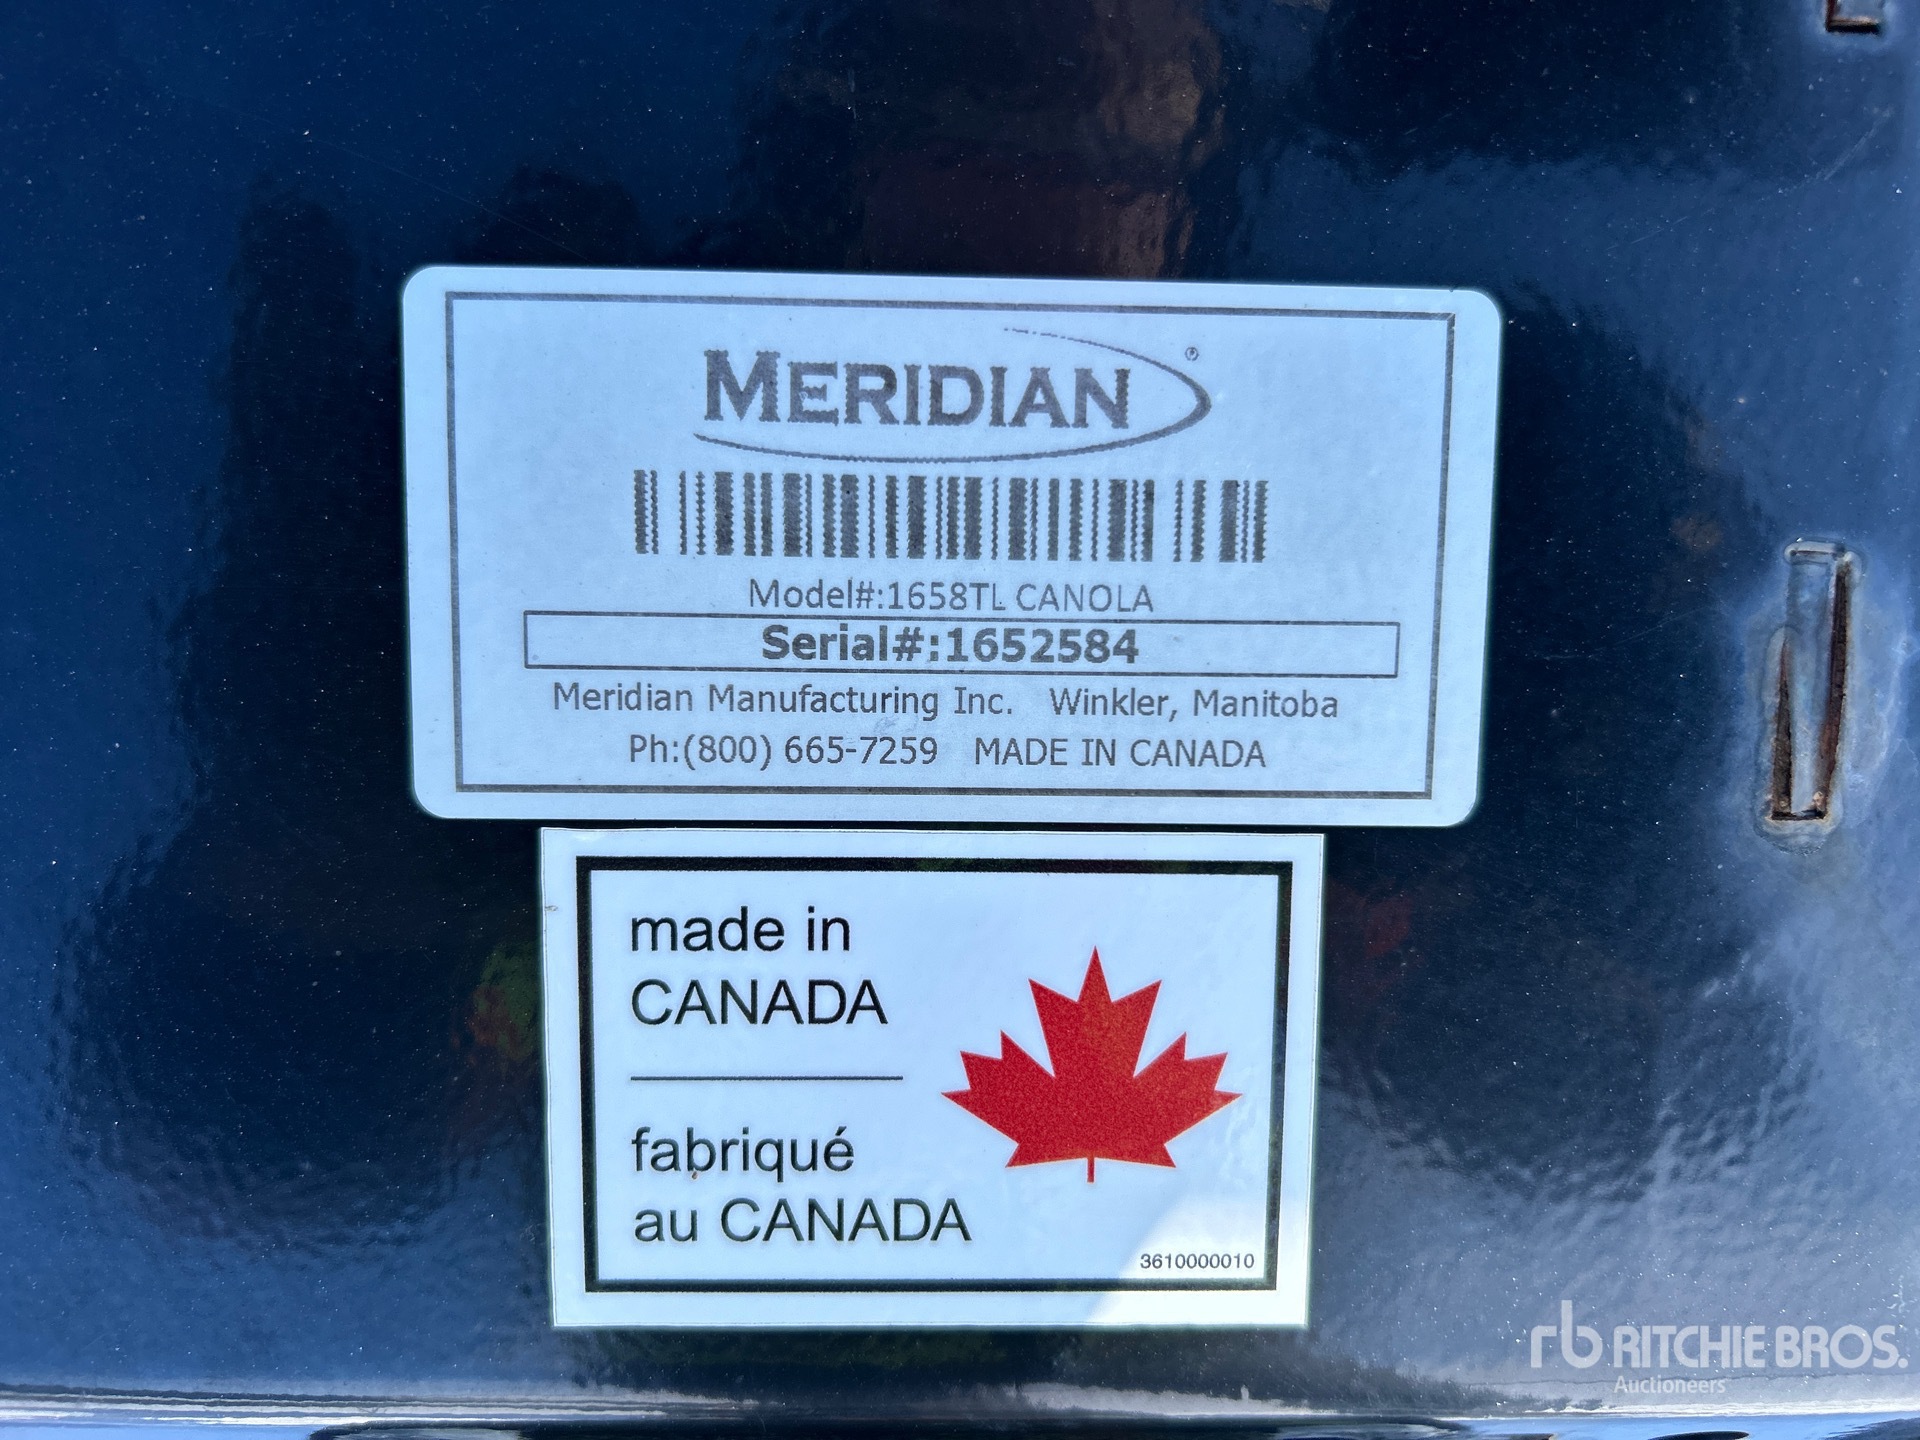 MERIDIAN®
Model#:1658TL CANOLA
Serial#:1652584
Meridian Manufacturing Inc. Winkler, Manitoba
Ph:(800) 665-7259 MADE IN CANADA
made in
CANADA
fabriqué
au CANADA
3610000010
rb RITCHIE BROS.
Auctioneers